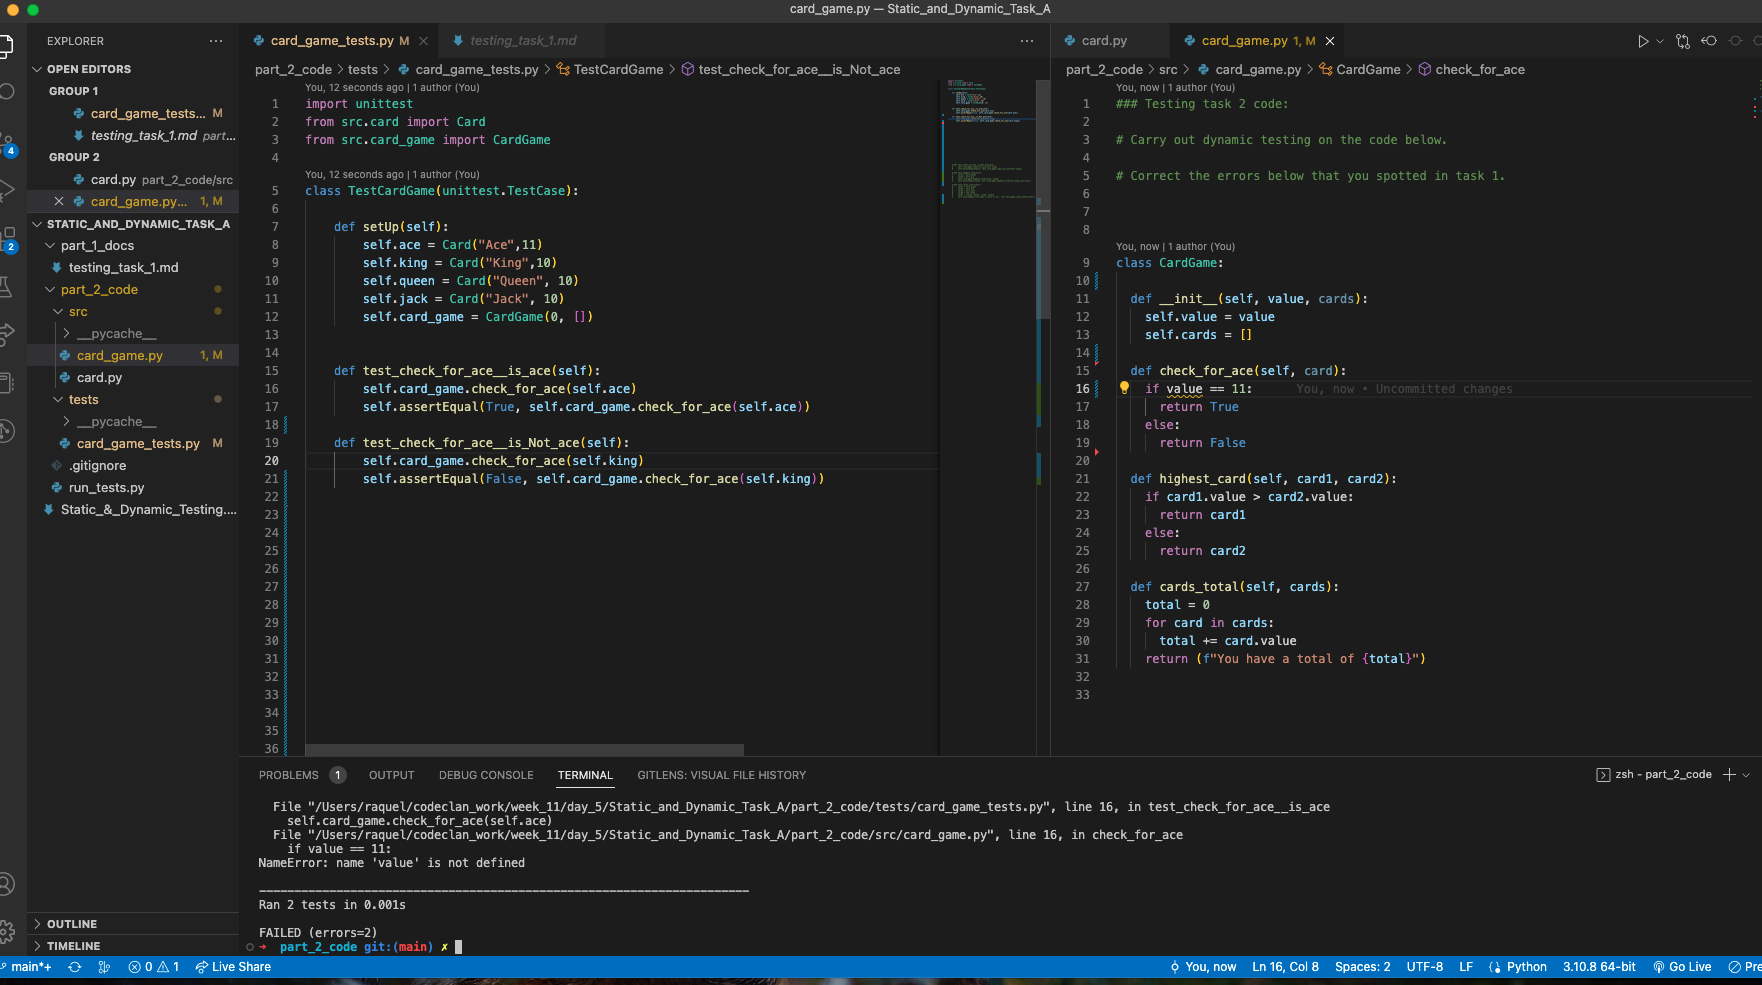 card_game.py — Static_and_Dynamic_Task_A
EXPLORER
OPEN EDITORS
GROUP 1
card_game_tests... M
testing_task_1.md part...
GROUP 2
card.py part_2_code/src
card_game.py... 1, M
STATIC_AND_DYNAMIC_TASK_A
part_1_docs
testing_task_1.md
part_2_code
src
__pycache__
card_game.py 1, M
card.py
tests
__pycache__
card_game_tests.py M
.gitignore
run_tests.py
Static_&_Dynamic_Testing....
OUTLINE
TIMELINE
4
2
card_game_tests.py M
testing_task_1.md
part_2_code > tests > card_game_tests.py > TestCardGame > test_check_for_ace__is_Not_ace
You, 12 seconds ago | 1 author (You)
1 import unittest
2 from src.card import Card
3 from src.card_game import CardGame
4
You, 12 seconds ago | 1 author (You)
5 class TestCardGame(unittest.TestCase):
6
7 def setUp(self):
8 self.ace = Card("Ace",11)
9 self.king = Card("King",10)
10 self.queen = Card("Queen", 10)
11 self.jack = Card("Jack", 10)
12 self.card_game = CardGame(0, [])
13
14
15 def test_check_for_ace__is_ace(self):
16 self.card_game.check_for_ace(self.ace)
17 self.assertEqual(True, self.card_game.check_for_ace(self.ace))
18
19 def test_check_for_ace__is_Not_ace(self):
20 self.card_game.check_for_ace(self.king)
21 self.assertEqual(False, self.card_game.check_for_ace(self.king))
22
23
24
25
26
27
28
29
30
31
32
33
34
35
36
card.py
card_game.py 1, M
part_2_code > src > card_game.py > CardGame > check_for_ace
You, now | 1 author (You)
1 ### Testing task 2 code:
2
3 # Carry out dynamic testing on the code below.
4
5 # Correct the errors below that you spotted in task 1.
6
7
8
You, now | 1 author (You)
9 class CardGame:
10
11 def __init__(self, value, cards):
12 self.value = value
13 self.cards = []
14
15 def check_for_ace(self, card):
16 if value == 11: You, now • Uncommitted changes
17 return True
18 else:
19 return False
20
21 def highest_card(self, card1, card2):
22 if card1.value > card2.value:
23 return card1
24 else:
25 return card2
26
27 def cards_total(self, cards):
28 total = 0
29 for card in cards:
30 total += card.value
31 return (f"You have a total of {total}")
32
33
PROBLEMS 1 OUTPUT DEBUG CONSOLE TERMINAL GITLENS: VISUAL FILE HISTORY
zsh - part_2_code
File "/Users/raquel/codeclan_work/week_11/day_5/Static_and_Dynamic_Task_A/part_2_code/tests/card_game_tests.py", line 16, in test_check_for_ace__is_ace
self.card_game.check_for_ace(self.ace)
File "/Users/raquel/codeclan_work/week_11/day_5/Static_and_Dynamic_Task_A/part_2_code/src/card_game.py", line 16, in check_for_ace
if value == 11:
NameError: name 'value' is not defined
----------------------------------------------------------------------
Ran 2 tests in 0.001s
FAILED (errors=2)
➜ part_2_code git:(main) ✗
main*+ 0 1 Live Share
You, now Ln 16, Col 8 Spaces: 2 UTF-8 LF Python 3.10.8 64-bit Go Live Pre